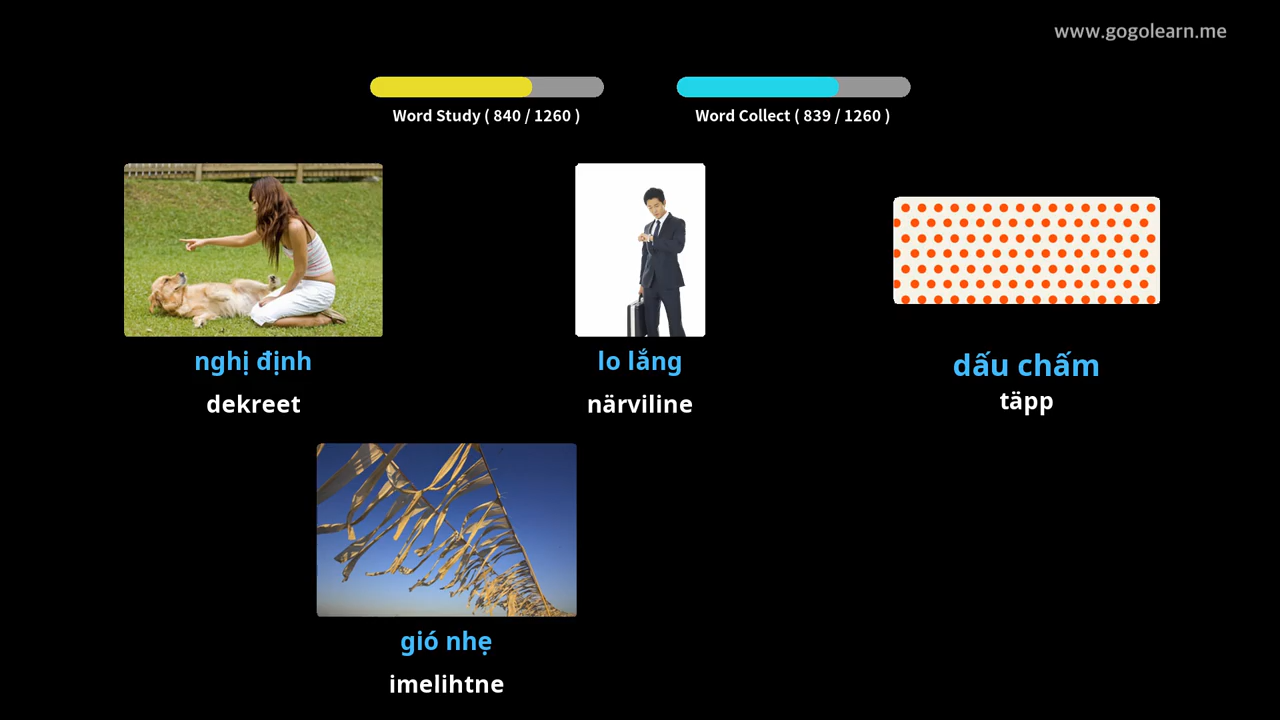 www.gogolearn.me
Word Study ( 840 / 1260 )
Word Collect ( 839 / 1260 )
nghị định
dekreet
lo lắng
närviline
dấu chấm
täpp
gió nhẹ
imelihtne